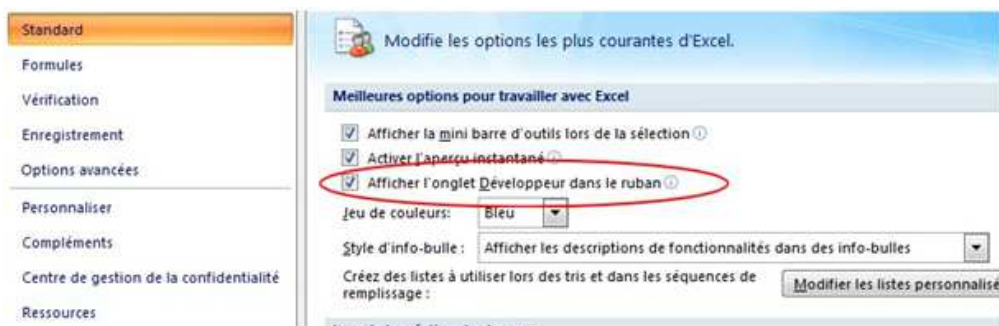 Standard
Formules
Vérification
Enregistrement
Options avancées
Personnaliser
Compléments
Centre de gestion de la confidentialité
Ressources
Modifie les options les plus courantes d'Excel.
Meilleures options pour travailler avec Excel
Afficher la mini barre d'outils lors de la sélection
Activer l'aperçu instantané
Afficher l'onglet Développeur dans le ruban
Jeu de couleurs: Bleu
Style d'info-bulle : Afficher les descriptions de fonctionnalités dans des info-bulles
Créez des listes à utiliser lors des tris et dans les séquences de
remplissage : Modifier les listes personnalisé